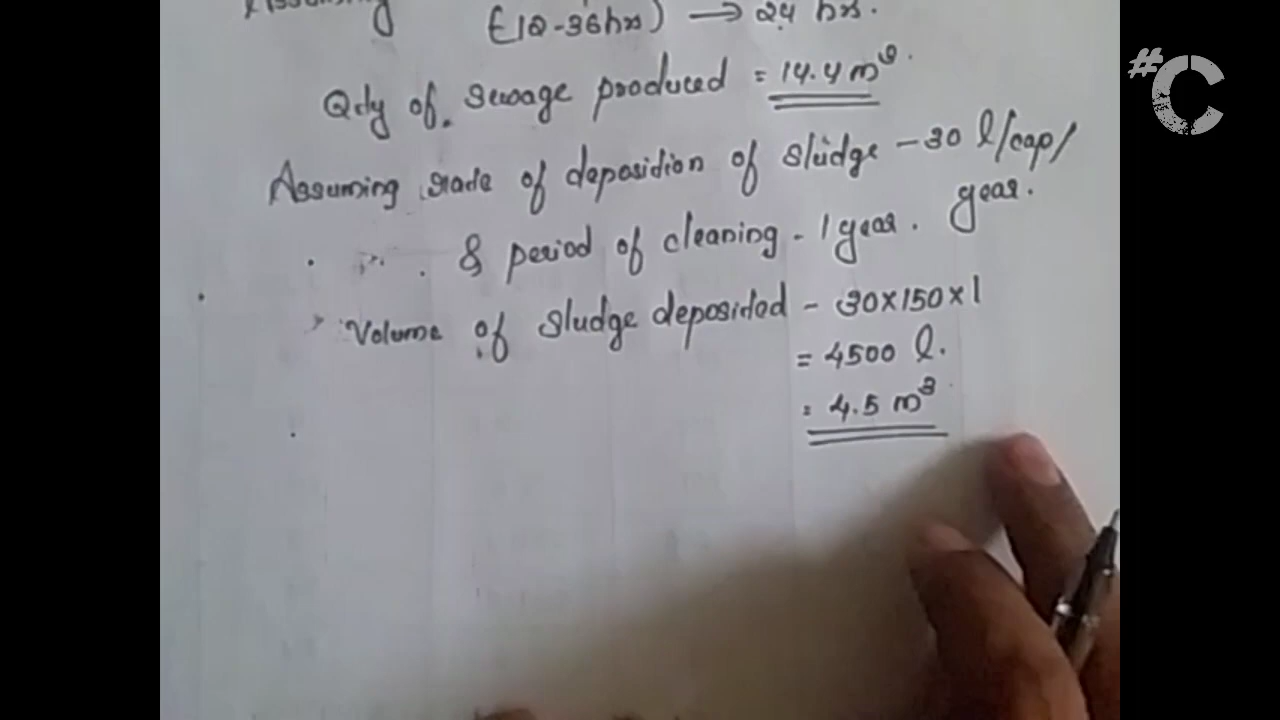 Assuming
(12-36hrs) → 24 hrs.
Qty of sewage produced = 14.4 m³.
Assuming rate of deposition of sludge - 30 l/cap/
year.
& period of cleaning - 1 year.
Volume of sludge deposited - 30×150×1
= 4500 l.
= 4.5 m³
#C